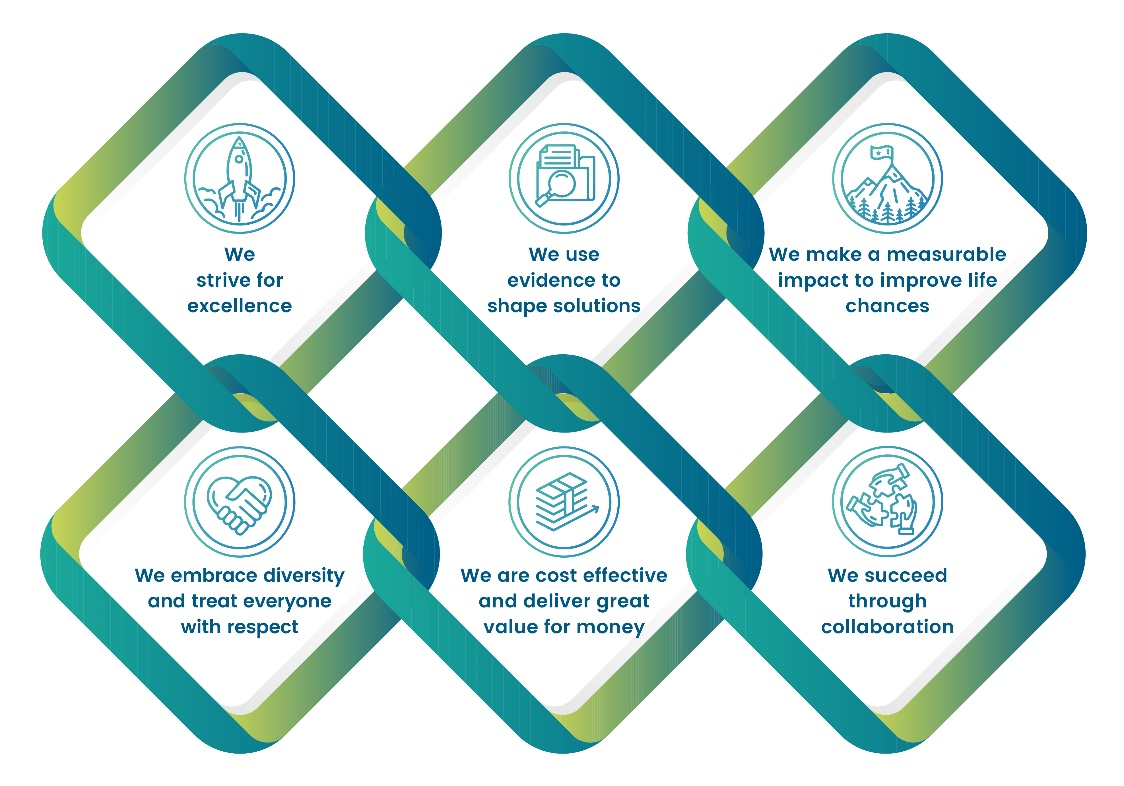 We
strive for
excellence
We use
evidence to
shape solutions
We make a measurable
impact to improve life
chances
We embrace diversity
and treat everyone
with respect
We are cost effective
and deliver great
value for money
We succeed
through
collaboration